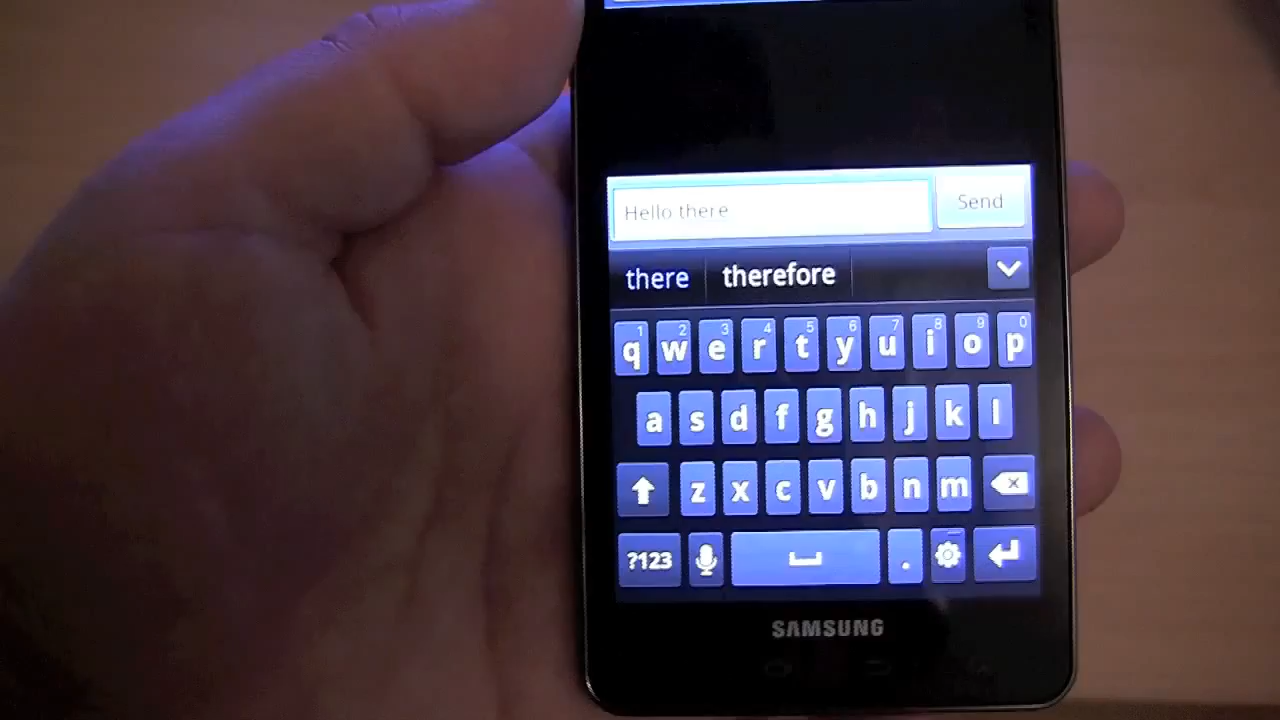 Hello there
Send
there therefore
1 2 3 4 5 6 7 8 9 0
q w e r t y u i o p
a s d f g h j k l
z x c v b n m
?123 .
SAMSUNG